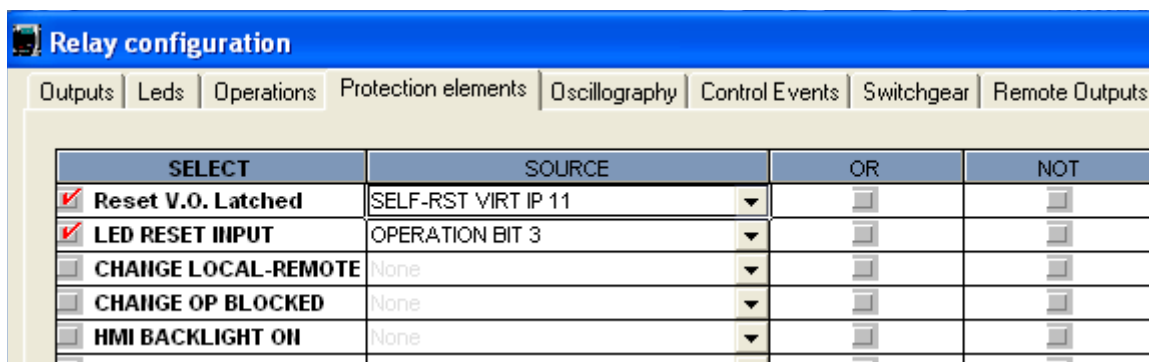 Relay configuration
Outputs Leds Operations Protection elements Oscillography Control Events Switchgear Remote Outputs
SELECT SOURCE OR NOT
Reset V.O. Latched SELF-RST VIRT IP 11
LED RESET INPUT OPERATION BIT 3
CHANGE LOCAL-REMOTE None
CHANGE OP BLOCKED None
HMI BACKLIGHT ON None